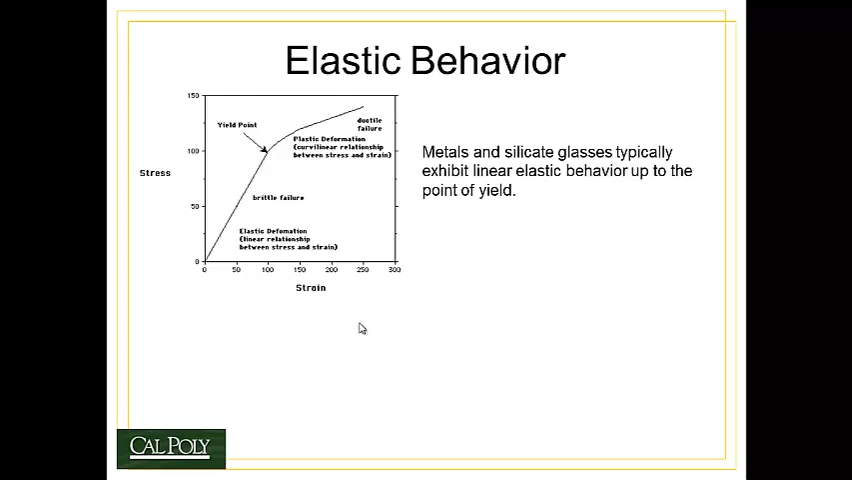 Elastic Behavior
150
Yield Point
ductile
failure
Plastic Deformation
(curvilinear relationship
between stress and strain)
100
Stress
brittle failure
50
Elastic Defomation
(linear relationship
between stress and strain)
0
0 50 100 150 200 250 300
Strain
Metals and silicate glasses typically
exhibit linear elastic behavior up to the
point of yield.
CAL POLY